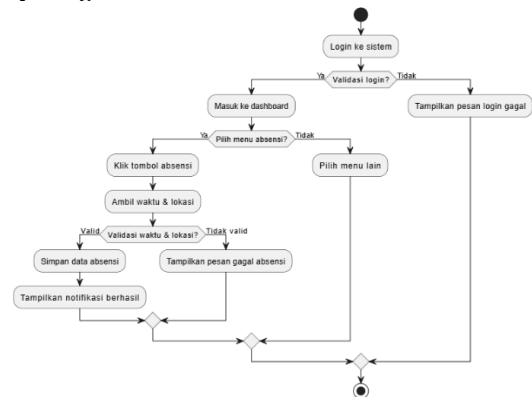 Login ke sistem
Ya
Validasi login?
Tidak
Masuk ke dashboard
Tampilkan pesan login gagal
Ya
Pilih menu absensi?
Tidak
Klik tombol absensi
Pilih menu lain
Ambil waktu & lokasi
Valid
Validasi waktu & lokasi?
Tidak valid
Simpan data absensi
Tampilkan pesan gagal absensi
Tampilkan notifikasi berhasil